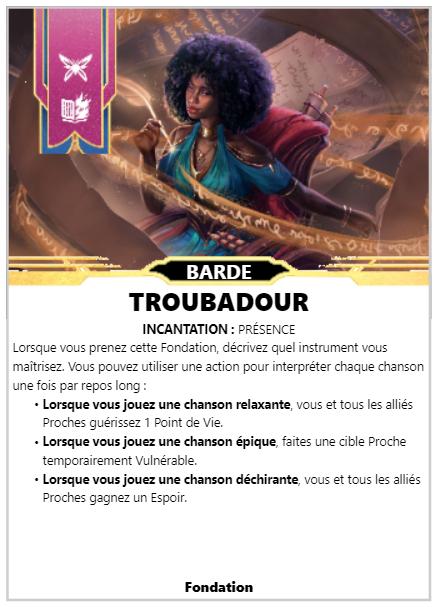 BARDE
TROUBADOUR
INCANTATION : PRÉSENCE
Lorsque vous prenez cette Fondation, décrivez quel instrument vous
maîtrisez. Vous pouvez utiliser une action pour interpréter chaque chanson
une fois par repos long :
• Lorsque vous jouez une chanson relaxante, vous et tous les alliés
Proches guérissez 1 Point de Vie.
• Lorsque vous jouez une chanson épique, faites une cible Proche
temporairement Vulnérable.
• Lorsque vous jouez une chanson déchirante, vous et tous les alliés
Proches gagnez un Espoir.
Fondation